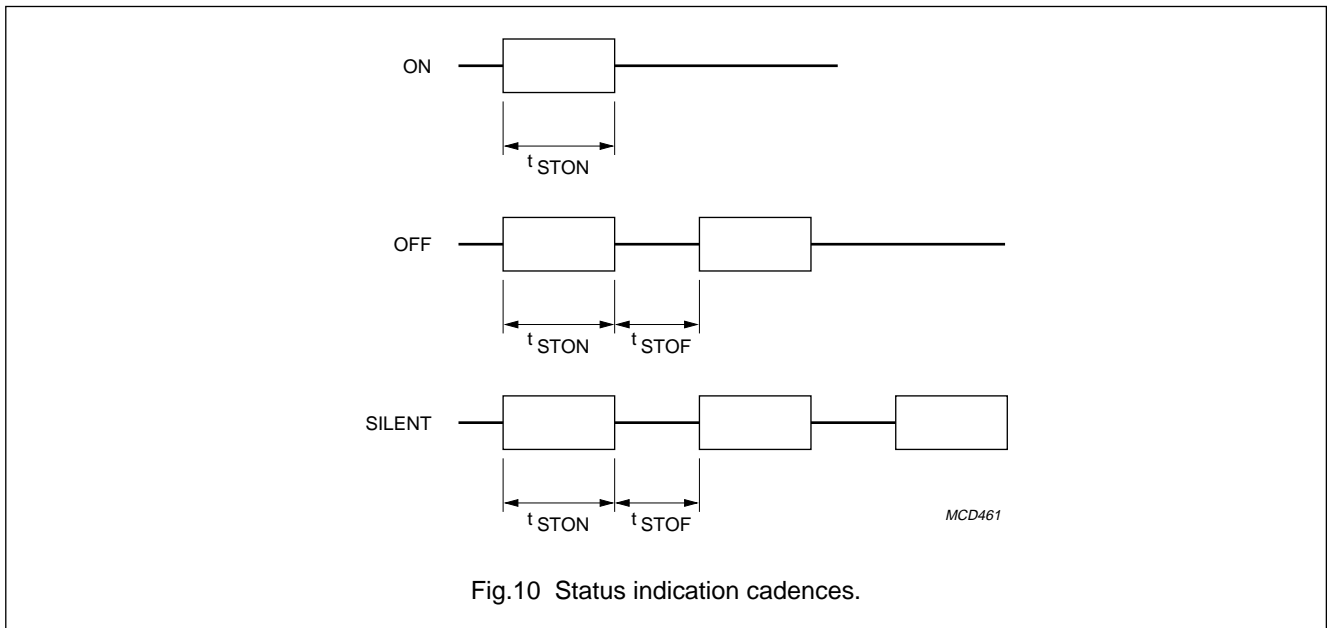 ON
t STON
OFF
t STON t STOF
SILENT
t STON t STOF
MCD461
Fig.10 Status indication cadences.